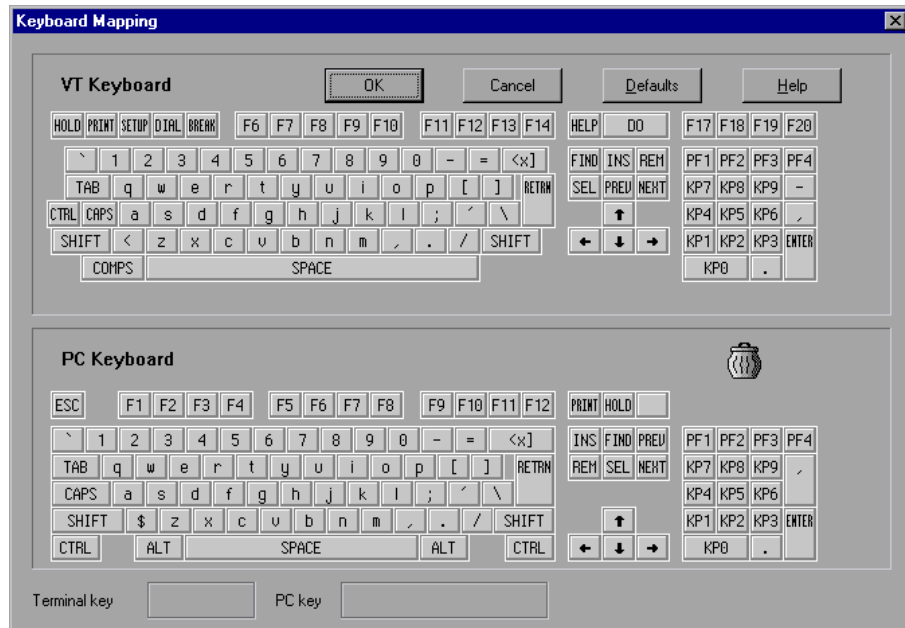 Keyboard Mapping
VT Keyboard OK Cancel Defaults Help
HOLD PRINT SETUP DIAL BREAK F6 F7 F8 F9 F10 F11 F12 F13 F14 HELP DO F17 F18 F19 F20
` 1 2 3 4 5 6 7 8 9 0 - = <x] FIND INS REM PF1 PF2 PF3 PF4
TAB q w e r t y u i o p [ ] RETRN SEL PREV NEXT KP7 KP8 KP9 -
CTRL CAPS a s d f g h j k l ; ´ \ ↑ KP4 KP5 KP6 ,
SHIFT < z x c v b n m , . / SHIFT ← ↓ → KP1 KP2 KP3 ENTER
COMPS SPACE KP0 .
PC Keyboard
ESC F1 F2 F3 F4 F5 F6 F7 F8 F9 F10 F11 F12 PRINT HOLD
` 1 2 3 4 5 6 7 8 9 0 - = <x] INS FIND PREV PF1 PF2 PF3 PF4
TAB q w e r t y u i o p [ ] RETRN REM SEL NEXT KP7 KP8 KP9 ,
CAPS a s d f g h j k l ; ´ \ KP4 KP5 KP6
SHIFT $ z x c v b n m , . / SHIFT ↑ KP1 KP2 KP3 ENTER
CTRL ALT SPACE ALT CTRL ← ↓ → KP0 .
Terminal key PC key